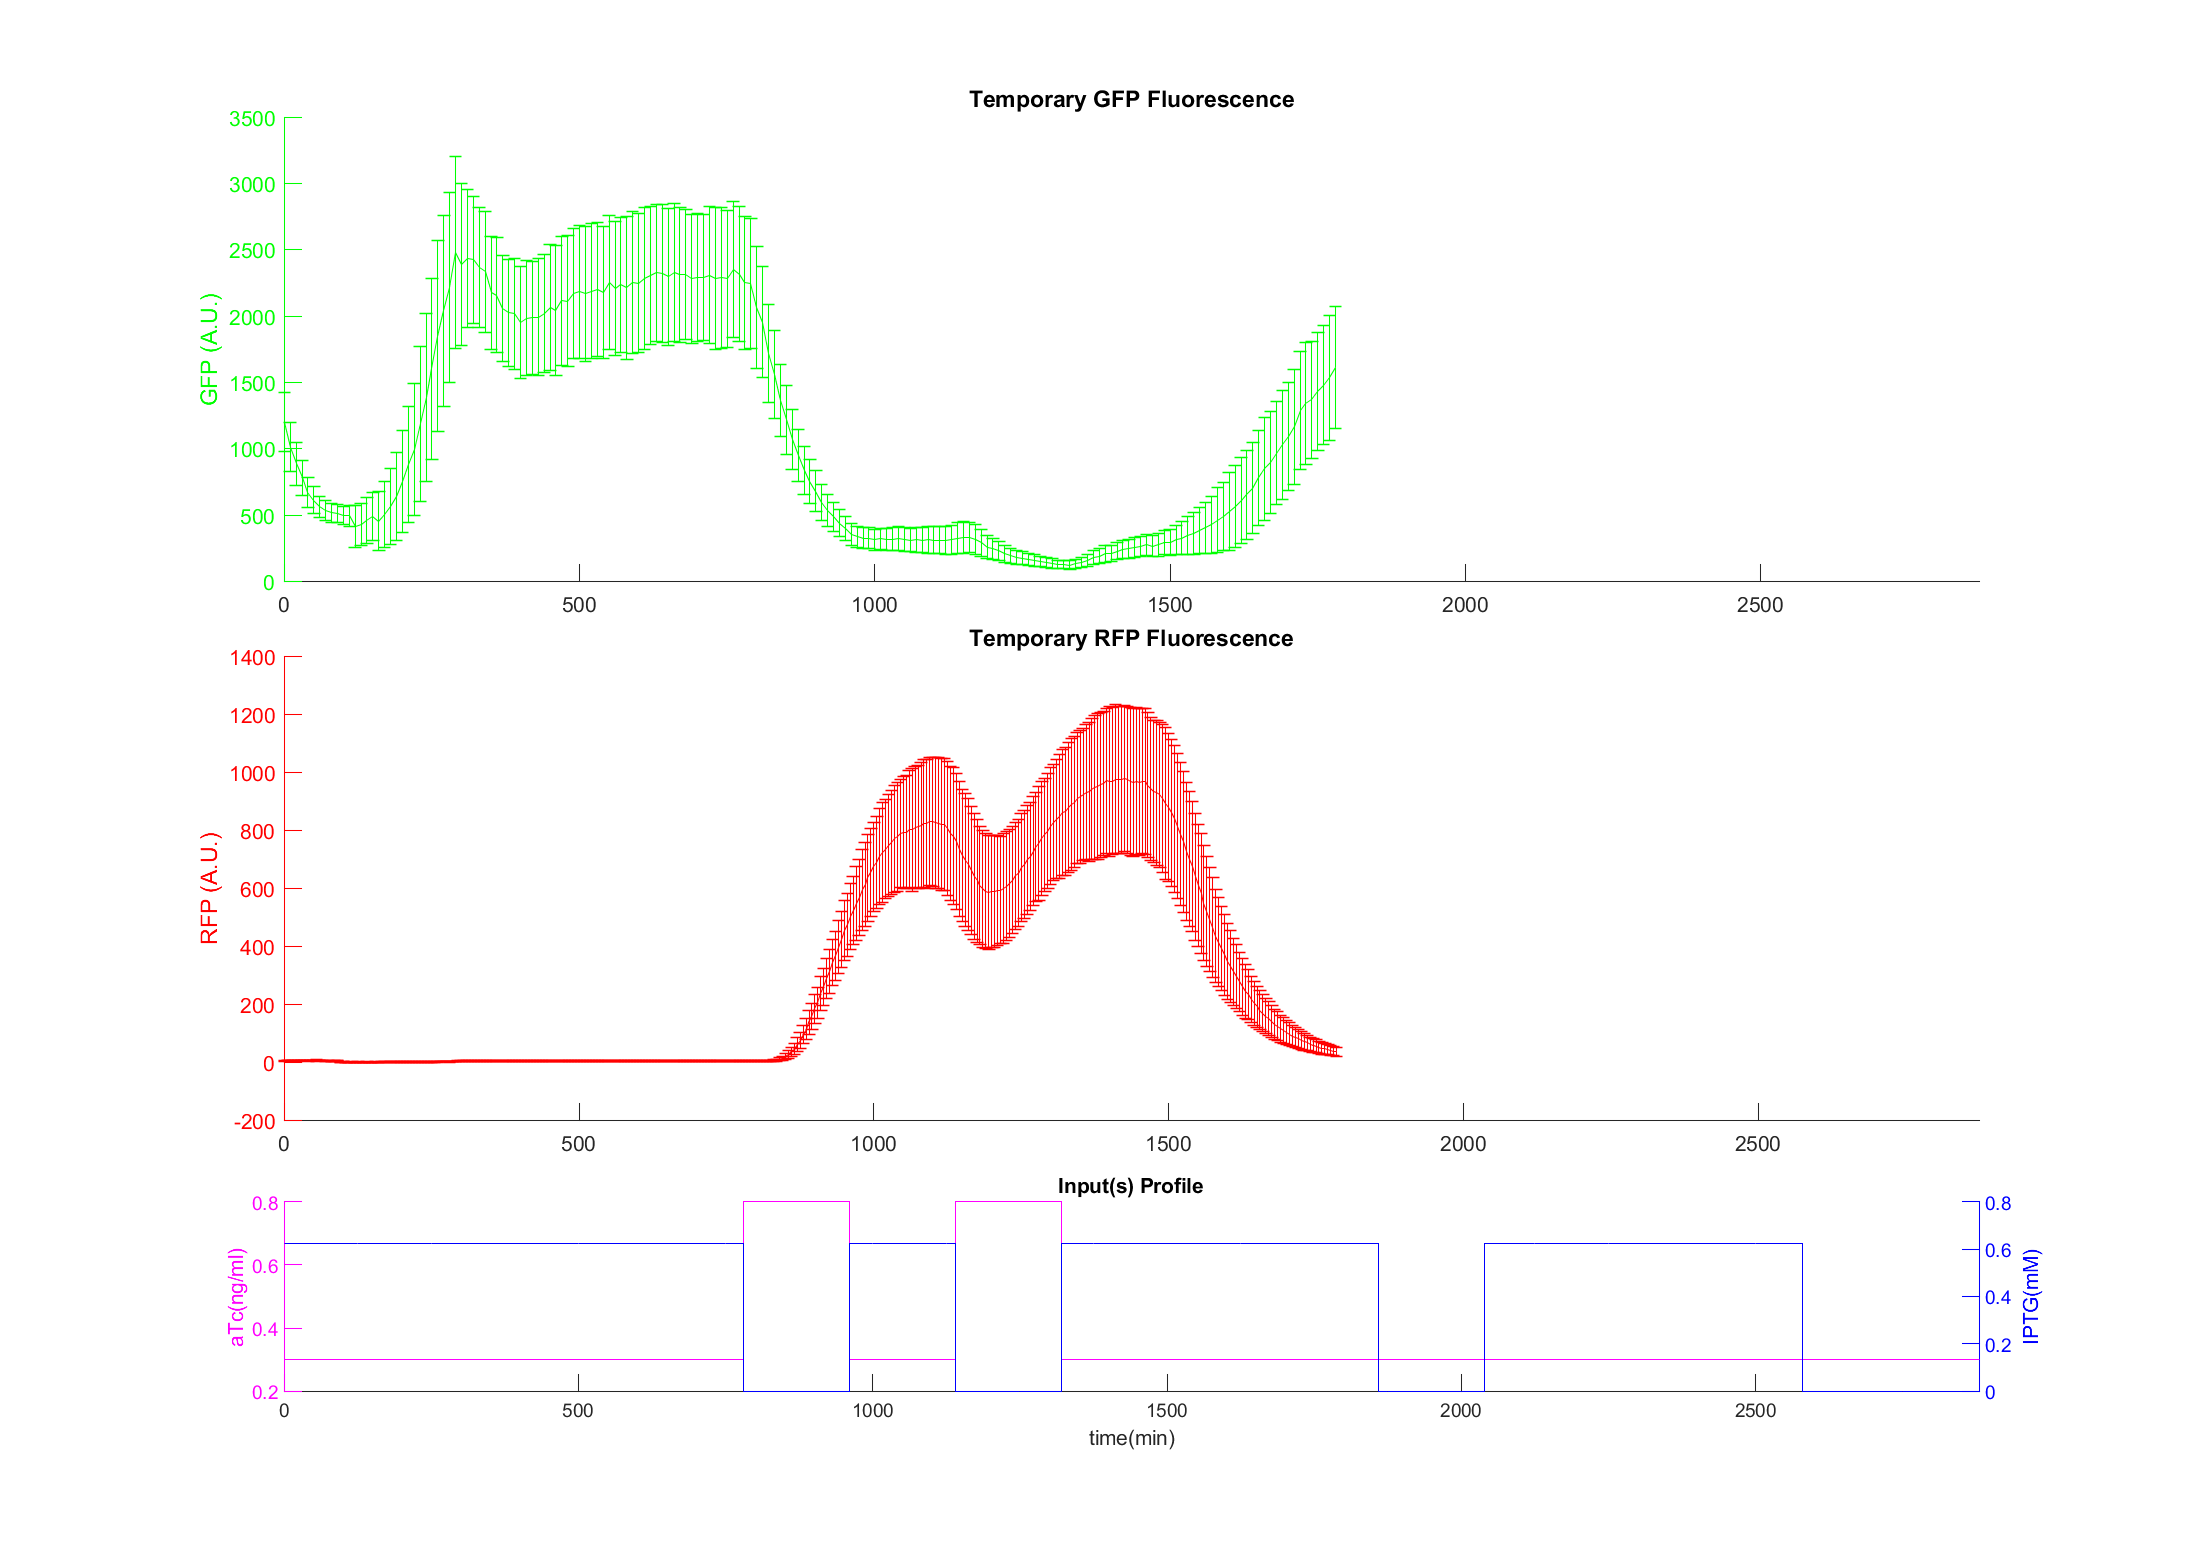 Temporary GFP Fluorescence
3500
3000
2500
2000
1500
1000
500
0
GFP (A.U.)
0 500 1000 1500 2000 2500
Temporary RFP Fluorescence
1400
1200
1000
800
600
400
200
0
-200
RFP (A.U.)
0 500 1000 1500 2000 2500
Input(s) Profile
0.8
0.6
0.4
0.2
aTc(ng/ml)
0.8
0.6
0.4
0.2
0
IPTG(mM)
0 500 1000 1500 2000 2500
time(min)